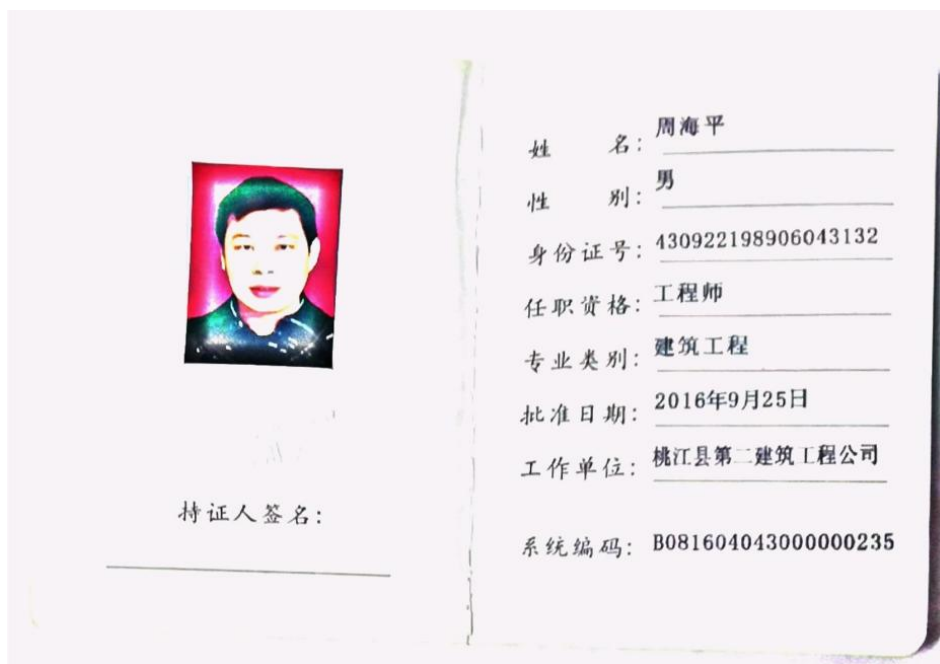 持证人签名:
姓 名: 周海平
性 别: 男
身份证号: 430922198906043132
任职资格: 工程师
专业类别: 建筑工程
批准日期: 2016年9月25日
工作单位: 桃江县第二建筑工程公司
系统编码: B08160404300000235